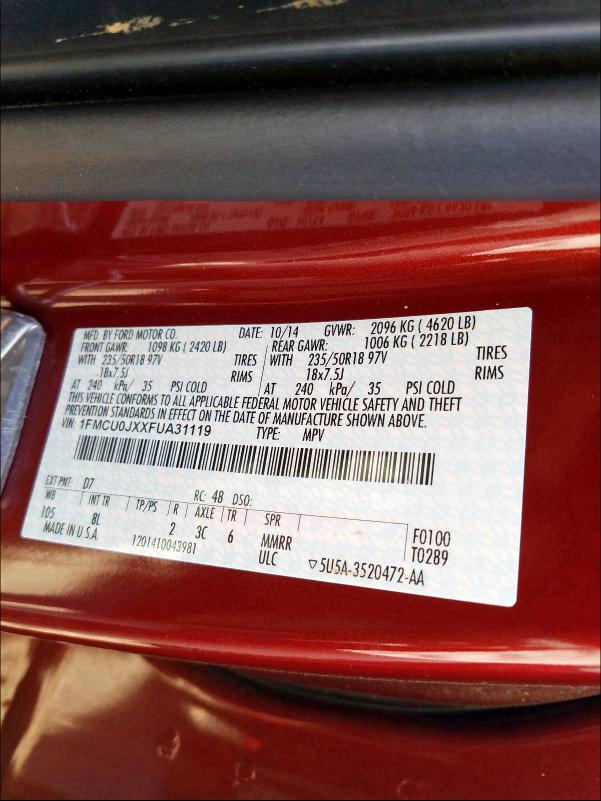 MFD. BY FORD MOTOR CO. DATE: 10/14 GVWR: 2096 KG ( 4620 LB)
FRONT GAWR: 1098 KG ( 2420 LB) REAR GAWR: 1006 KG ( 2218 LB)
WITH 235/50R18 97V TIRES WITH 235/50R18 97V TIRES
18x7.5J RIMS 18x7.5J RIMS
AT 240 kPa/ 35 PSI COLD AT 240 kPa/ 35 PSI COLD
THIS VEHICLE CONFORMS TO ALL APPLICABLE FEDERAL MOTOR VEHICLE SAFETY AND THEFT
PREVENTION STANDARDS IN EFFECT ON THE DATE OF MANUFACTURE SHOWN ABOVE.
VIN: 1FMCU0JXXFUA31119
TYPE: MPV
EXT PNT: D7 RC: 48 DSO:
WB INT TR TP/PS R AXLE TR SPR
105 8L 2 3C 6 MMRR F0100
MADE IN U.S.A. 1201410043981 ULC T0289
▽5U5A-3520472-AA